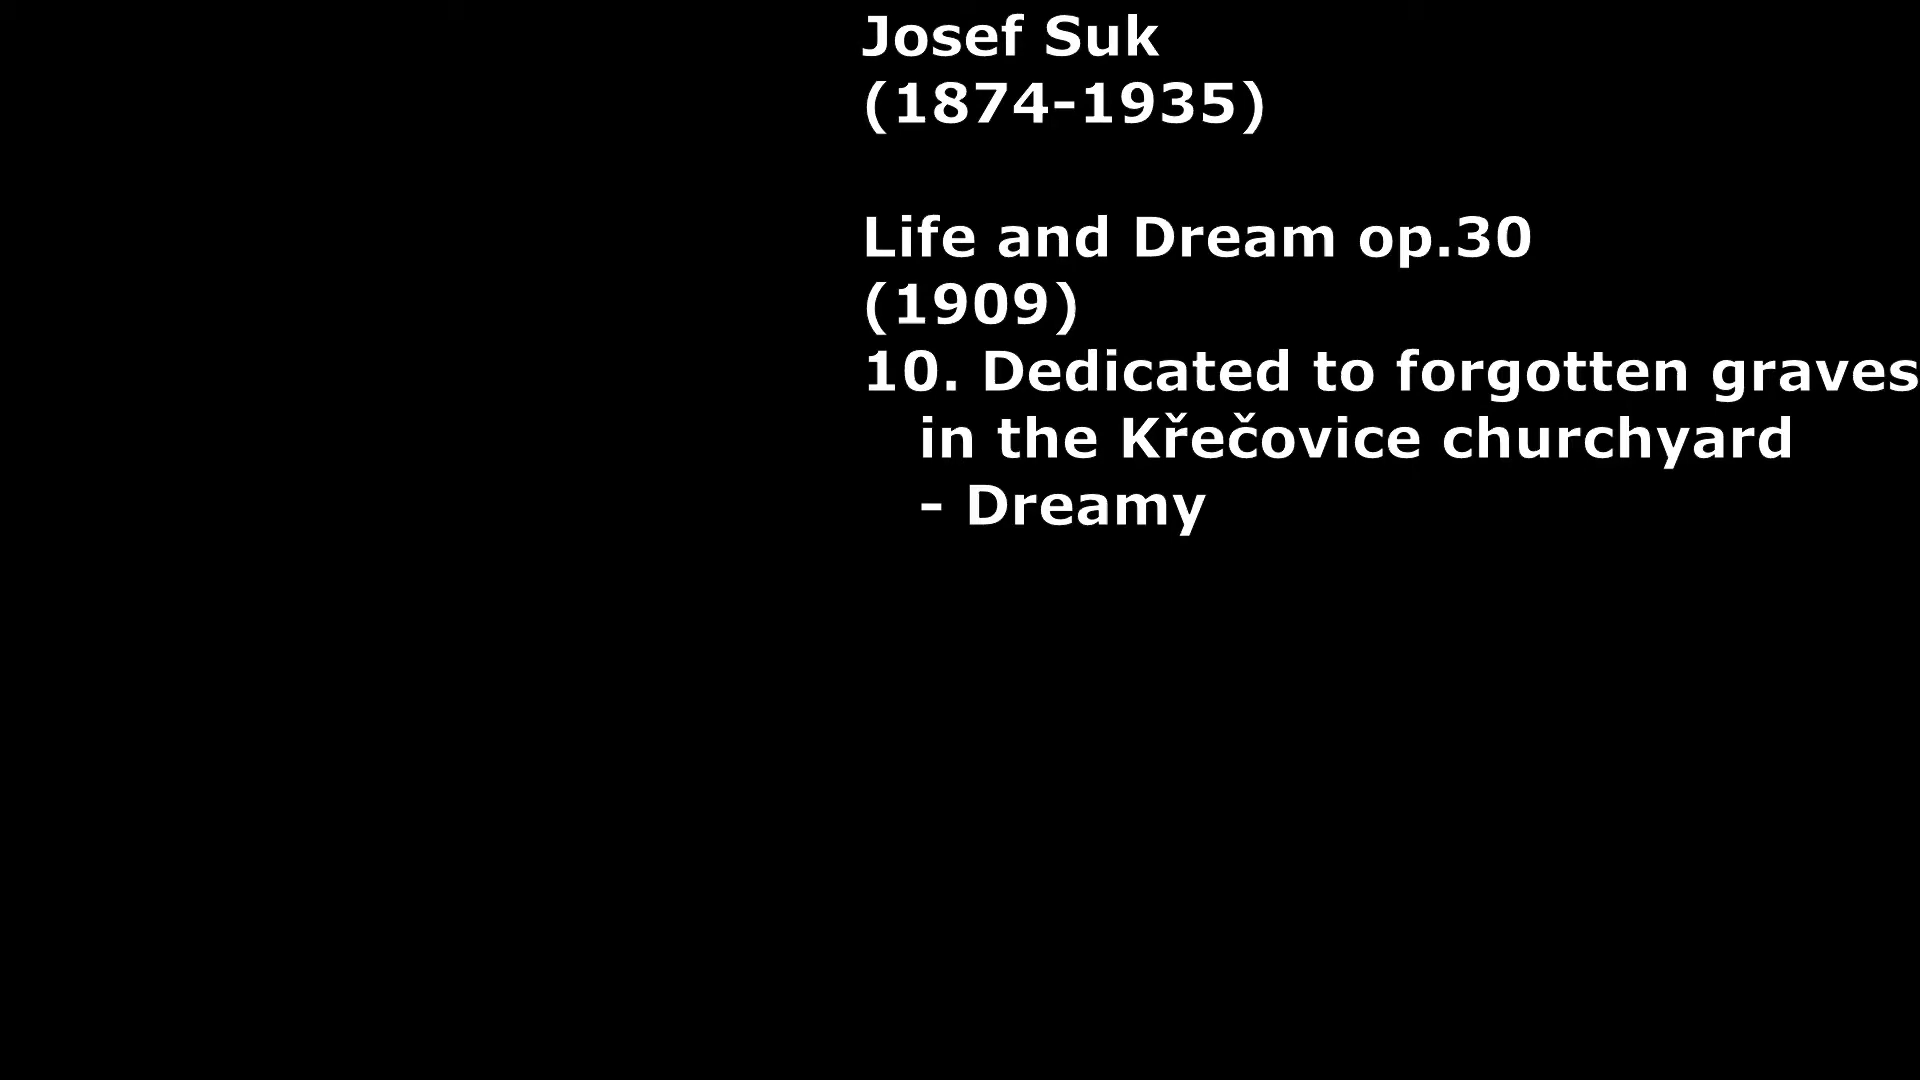 Josef Suk
(1874-1935)
Life and Dream op.30
(1909)
10. Dedicated to forgotten graves
in the Křečovice churchyard
- Dreamy